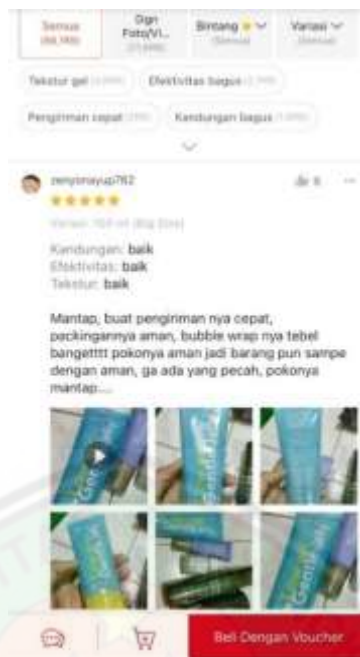 Semua
Dgn
Foto/Vi...
Bintang
Variasi
Tekstur gel
Efektivitas bagus
Pengiriman cepat
Kandungan bagus
Kandungan: baik
Efektivitas: baik
Tekstur: baik
Mantap, buat pengiriman nya cepat,
packingannya aman, bubble wrap nya tebel
bangetttt pokonya aman jadi barang pun sampe
dengan aman, ga ada yang pecah, pokonya
mantap....
Beli Dengan Voucher